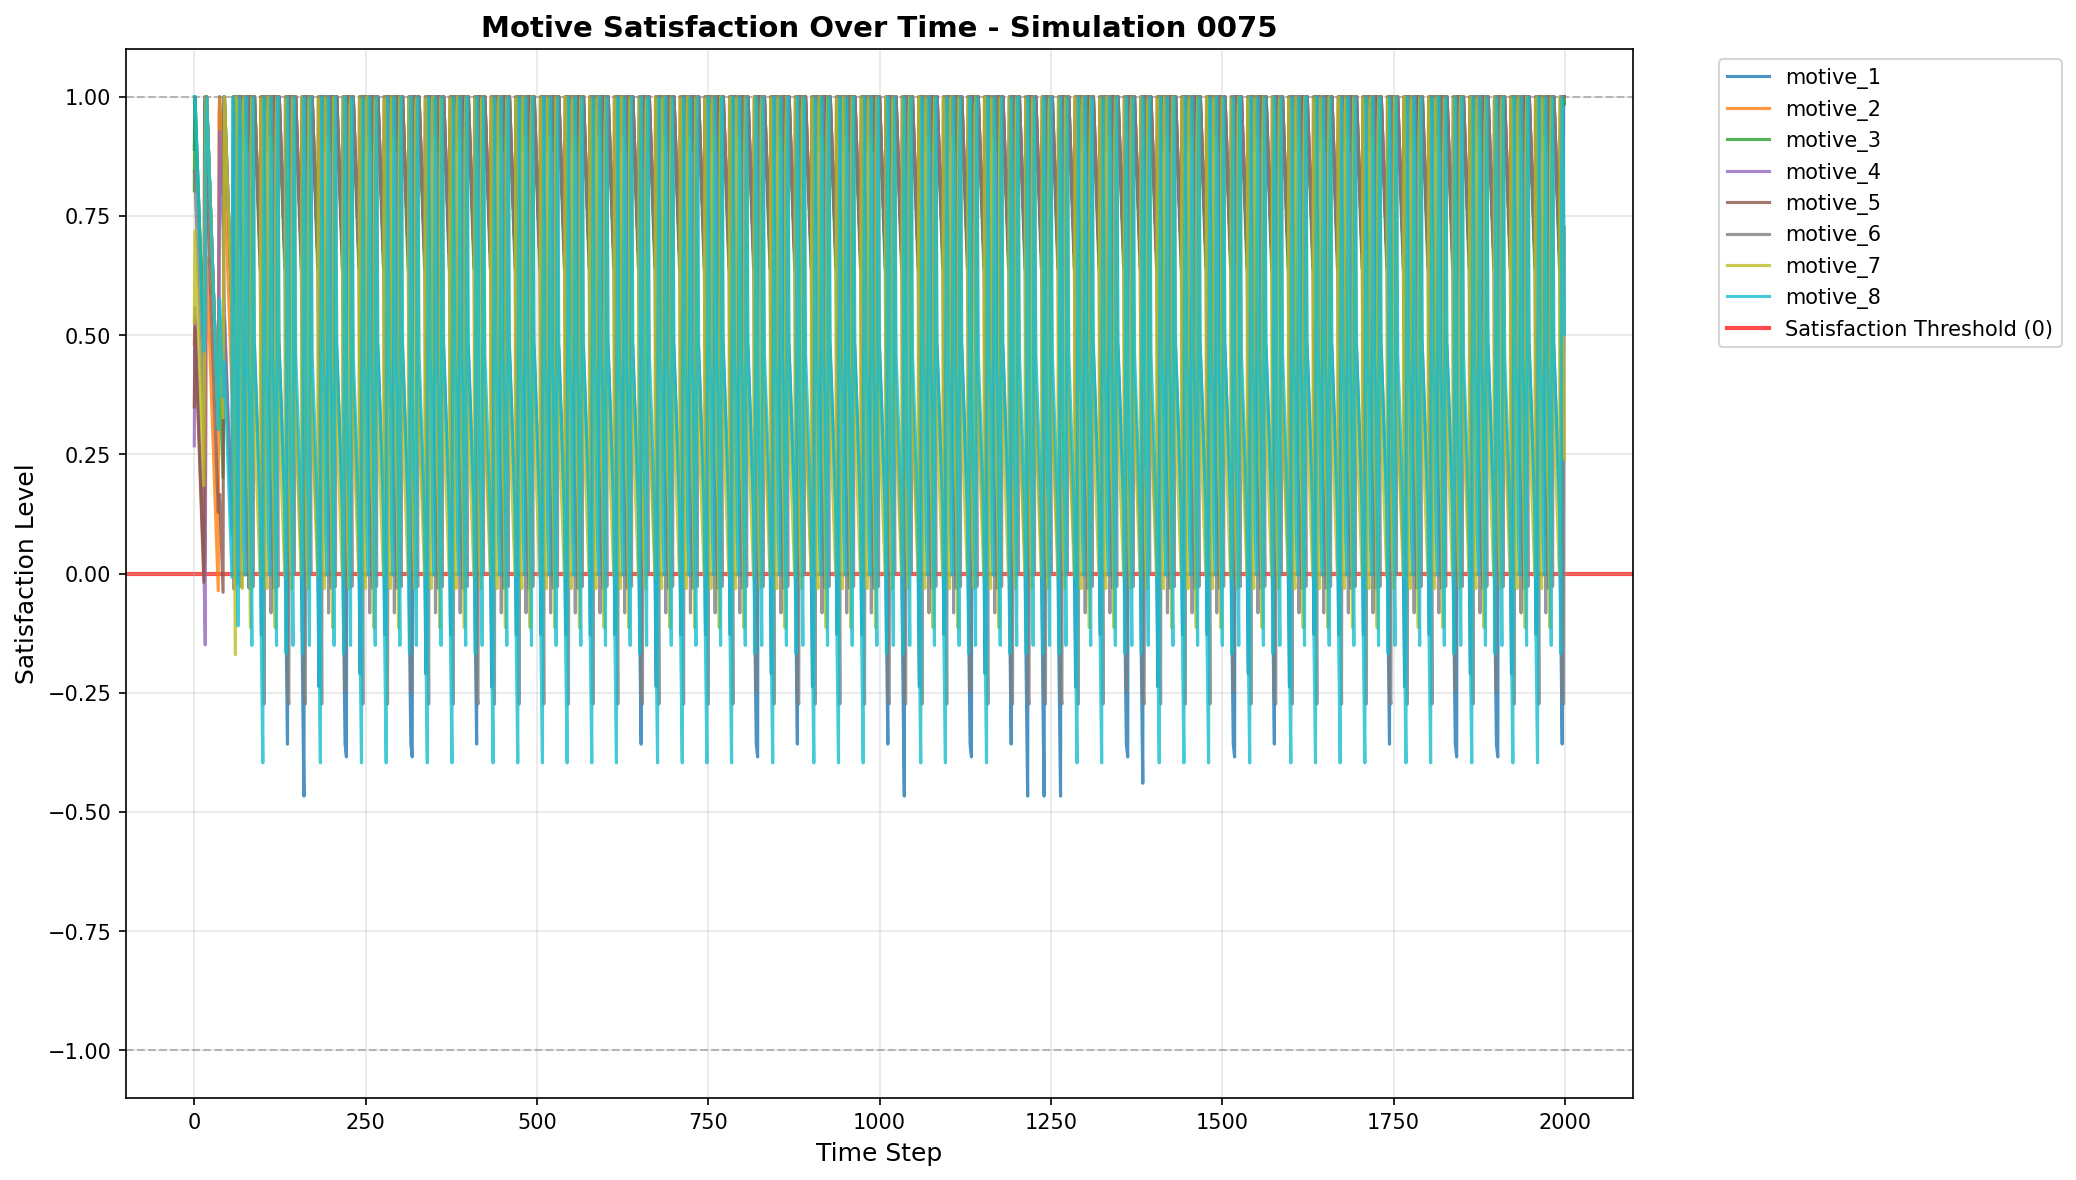 Motive Satisfaction Over Time - Simulation 0075
Satisfaction Level
1.00
0.75
0.50
0.25
0.00
−0.25
−0.50
−0.75
−1.00
0 250 500 750 1000 1250 1500 1750 2000
Time Step
motive_1
motive_2
motive_3
motive_4
motive_5
motive_6
motive_7
motive_8
Satisfaction Threshold (0)